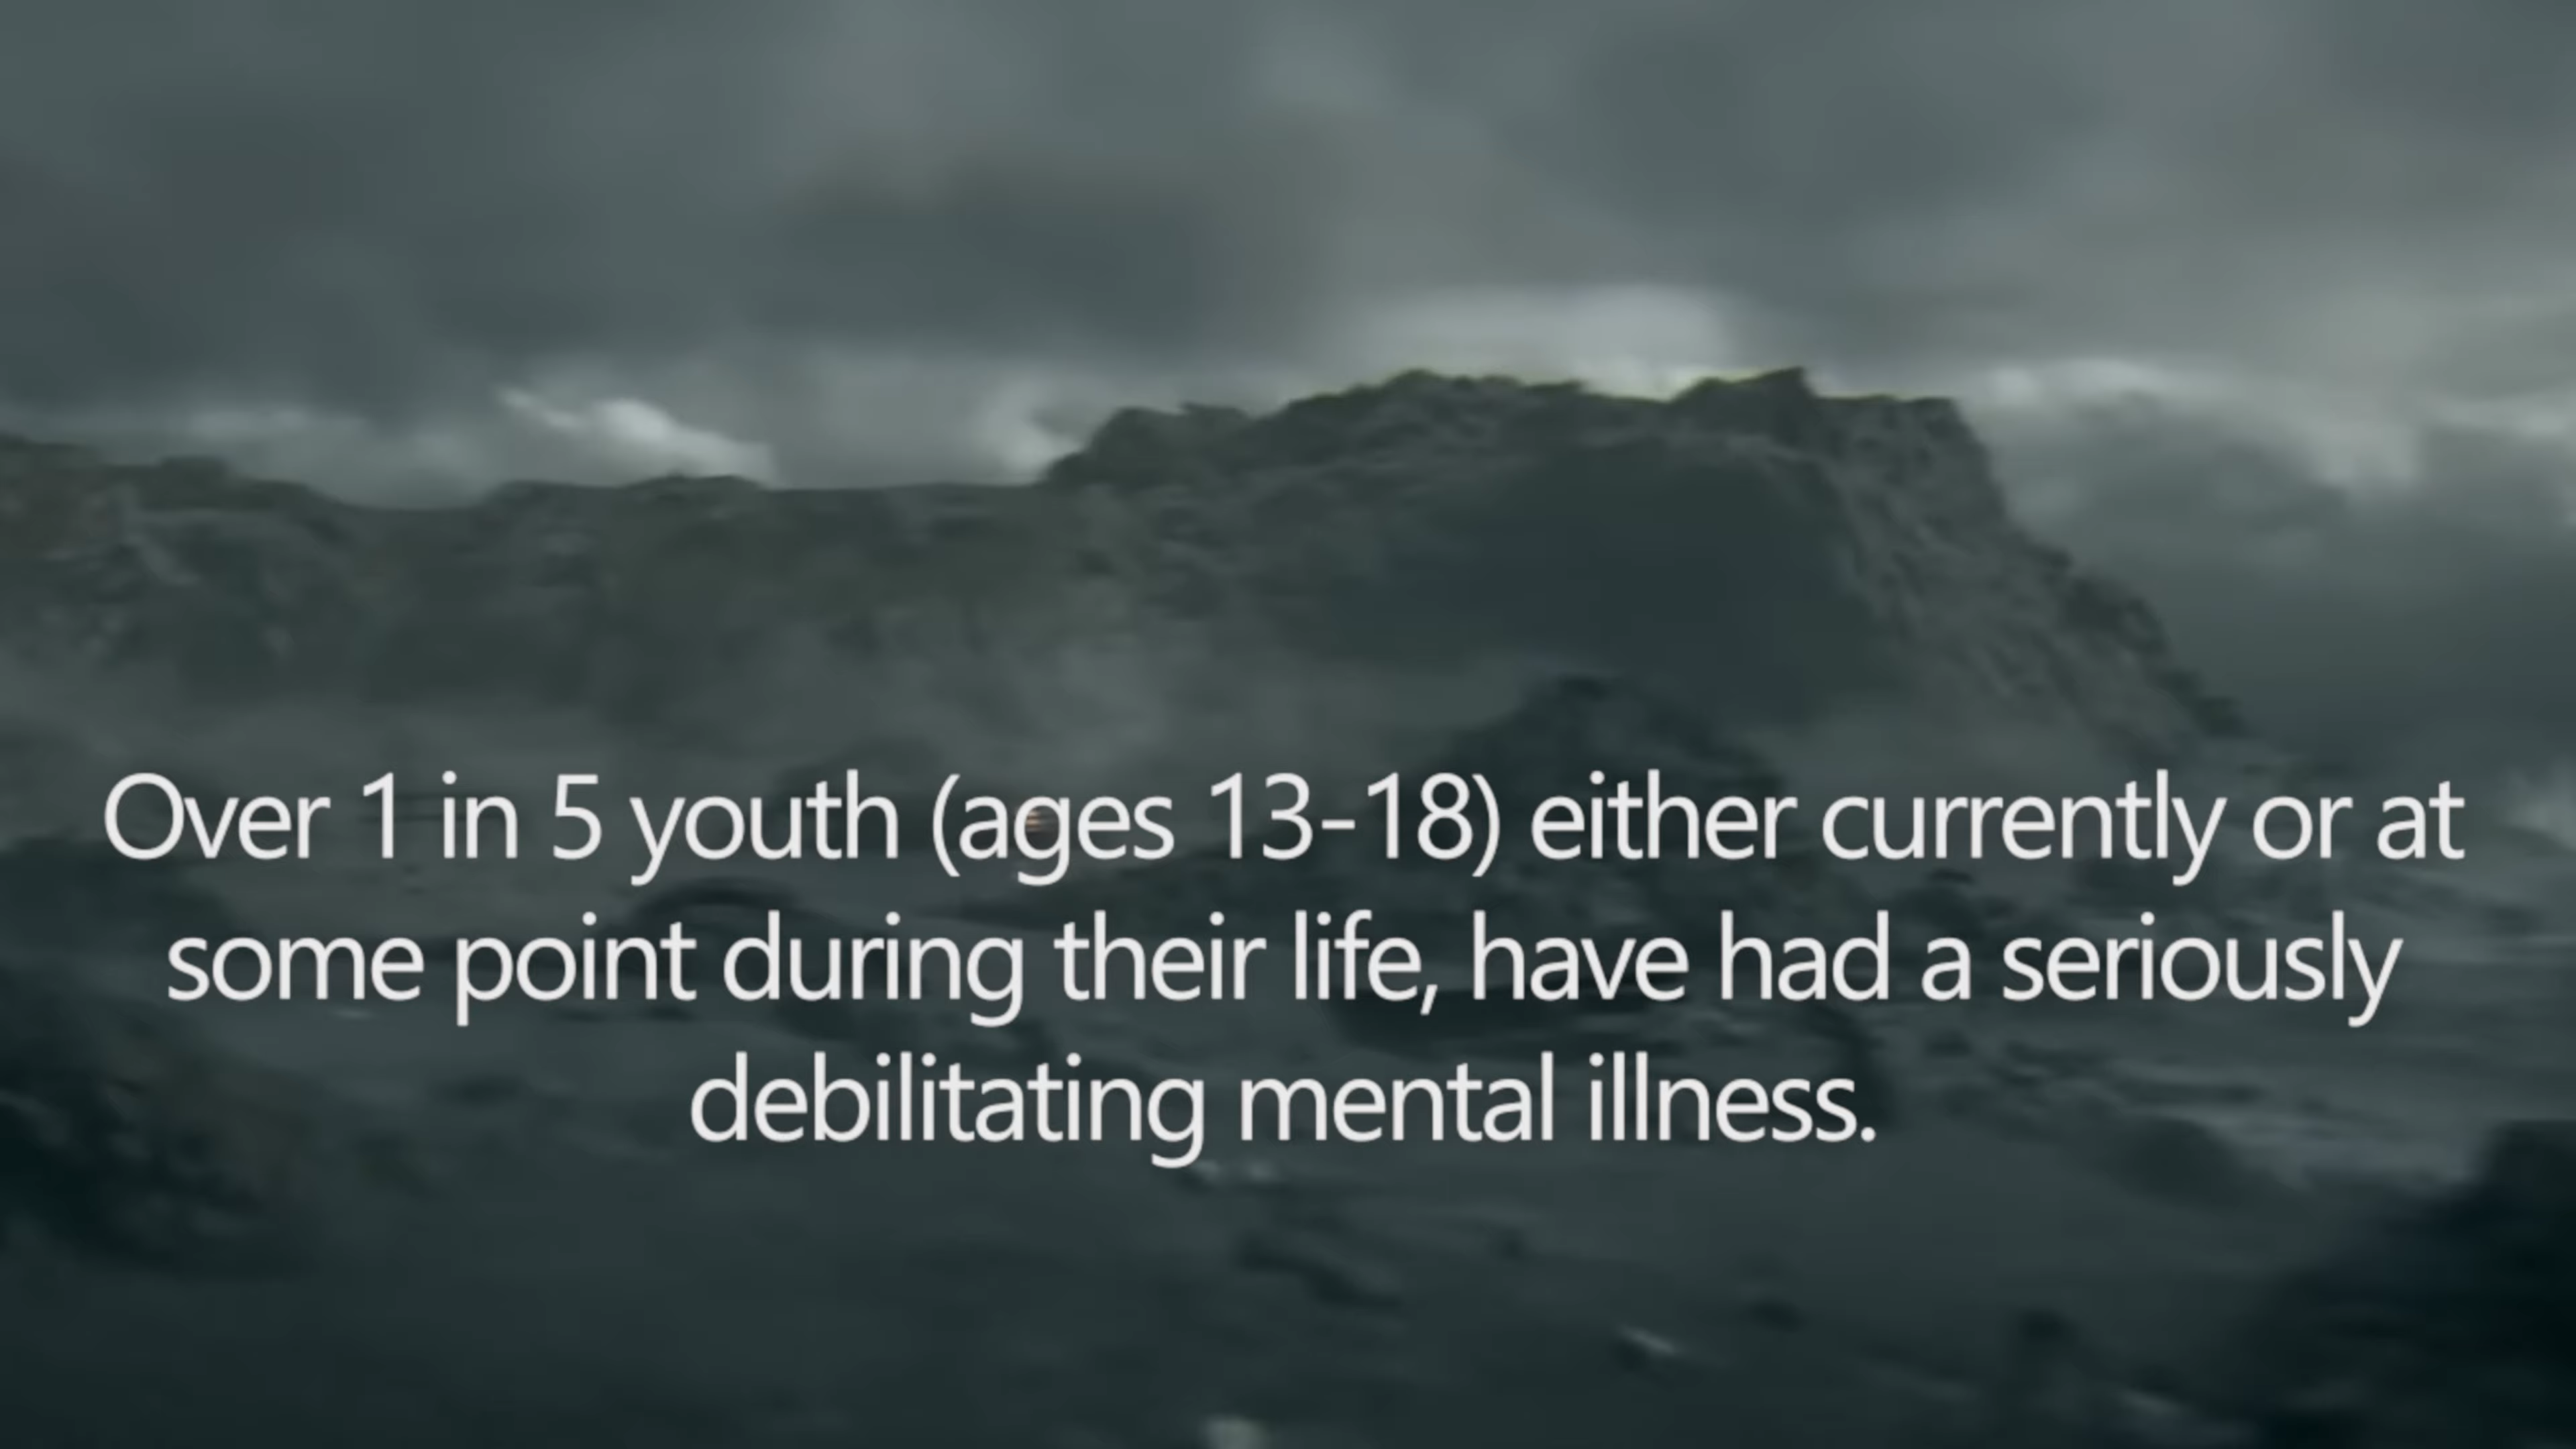 Over 1 in 5 youth (ages 13-18) either currently or at
some point during their life, have had a seriously
debilitating mental illness.